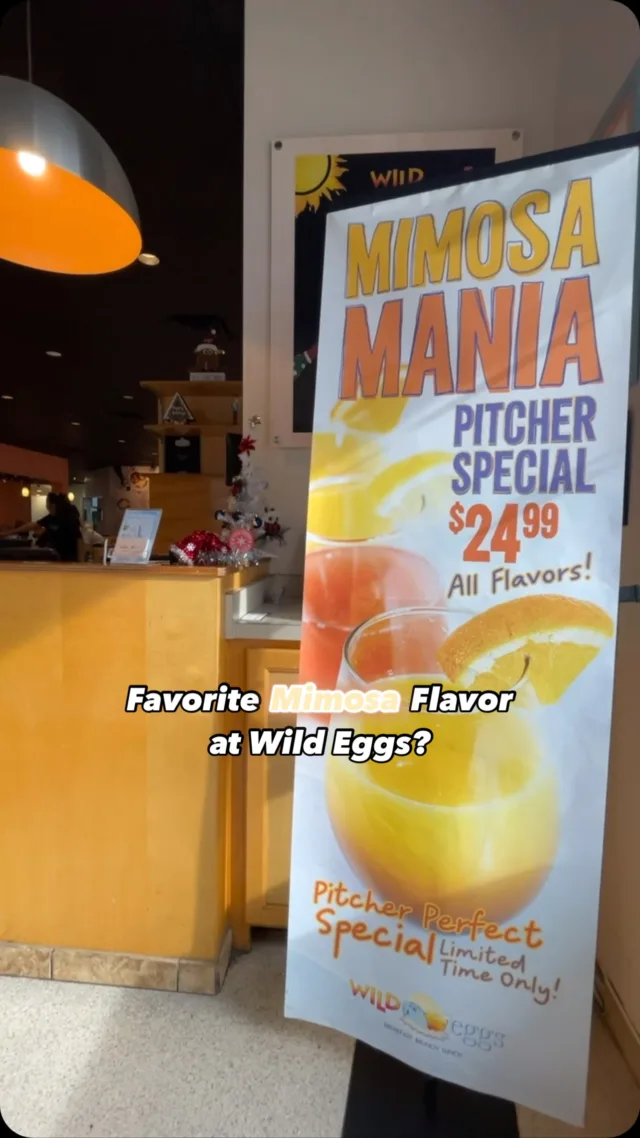 WILD
MIMOSA
MANIA
PITCHER
SPECIAL
$24.99
All Flavors!
Favorite Mimosa Flavor
at Wild Eggs?
Pitcher Perfect
Special Limited
Time Only!
WILD eggs